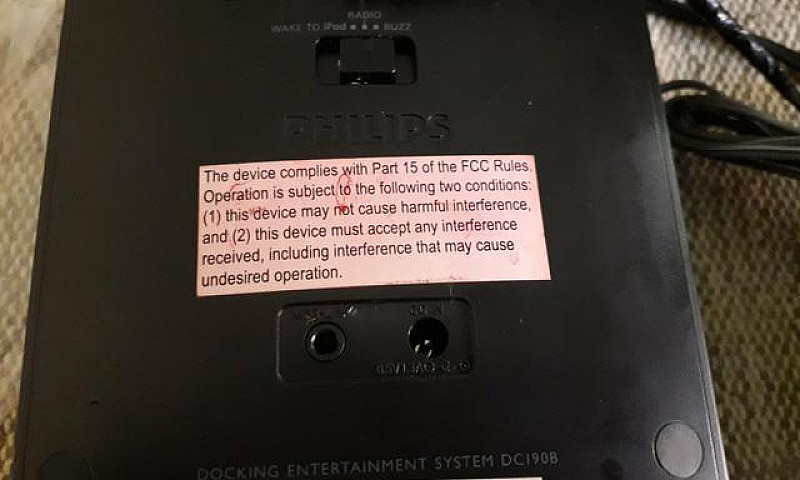 RADIO
WAKE TO iPod BUZZ
PHILIPS
The device complies with Part 15 of the FCC Rules.
Operation is subject to the following two conditions:
(1) this device may not cause harmful interference,
and (2) this device must accept any interference
received, including interference that may cause
undesired operation.
DOCKING ENTERTAINMENT SYSTEM DC190B